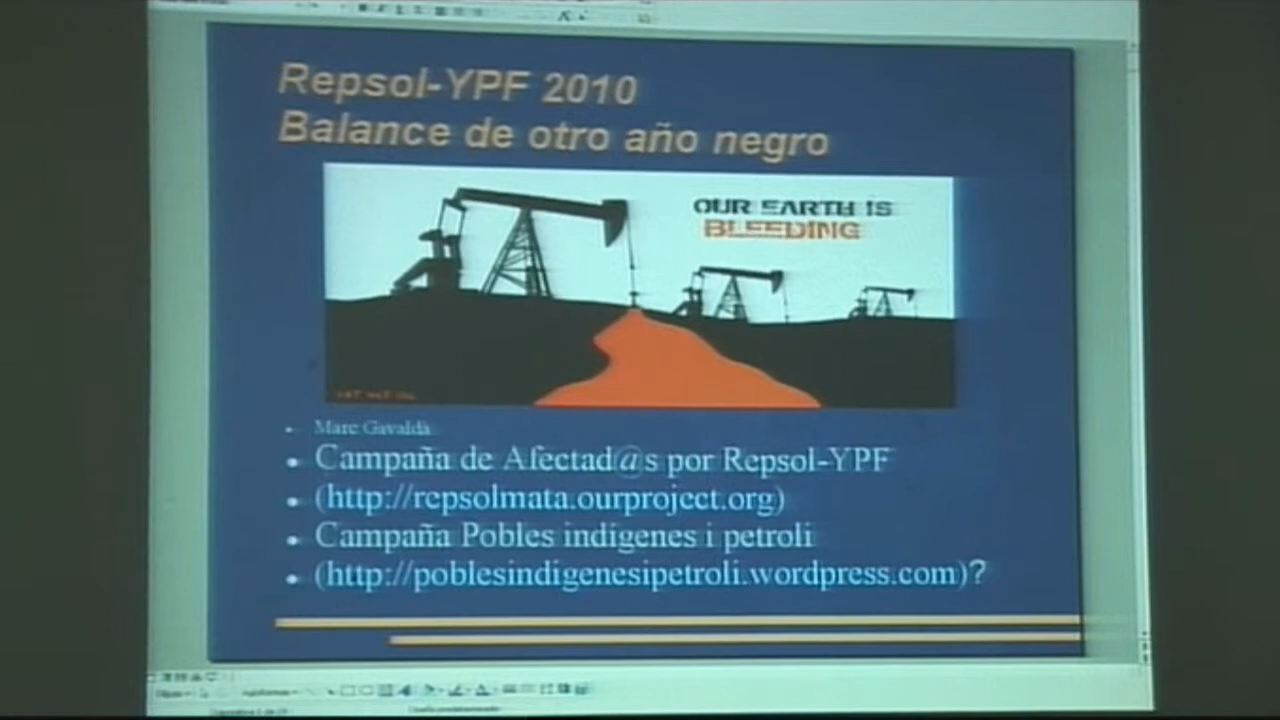 Repsol-YPF 2010
Balance de otro año negro
OUR EARTH IS
BLEEDING
Marc Gavaldà
Campaña de Afectad@s por Repsol-YPF
(http://repsolmata.ourproject.org)
Campaña Pobles indígenes i petroli
(http://poblesindigenesipetroli.wordpress.com)?